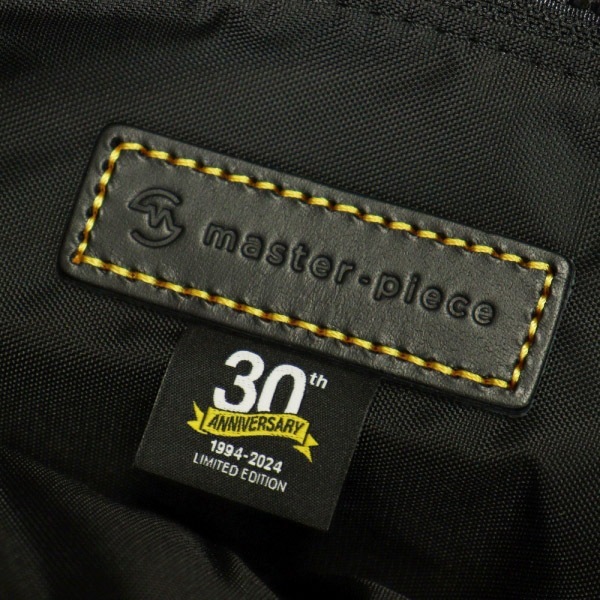 master-piece
30th
ANNIVERSARY
1994-2024
LIMITED EDITION